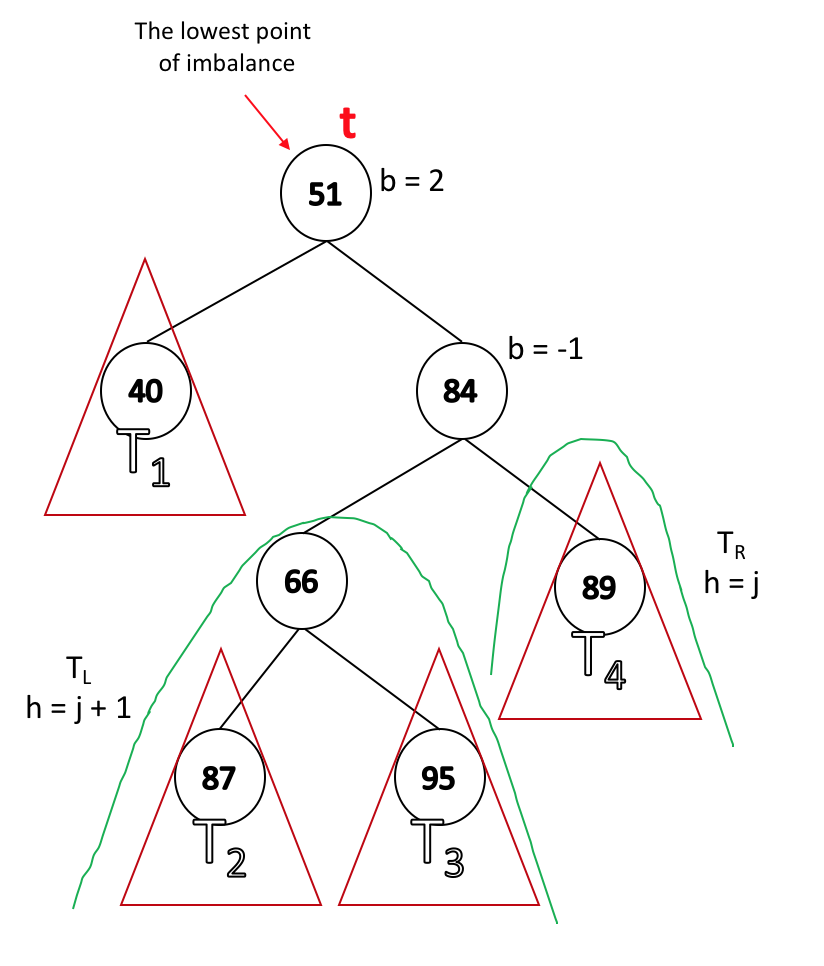 The lowest point
of imbalance
t
51
b = 2
40
T1
84
b = -1
66
89
T4
TR
h = j
TL
h = j + 1
87
T2
95
T3